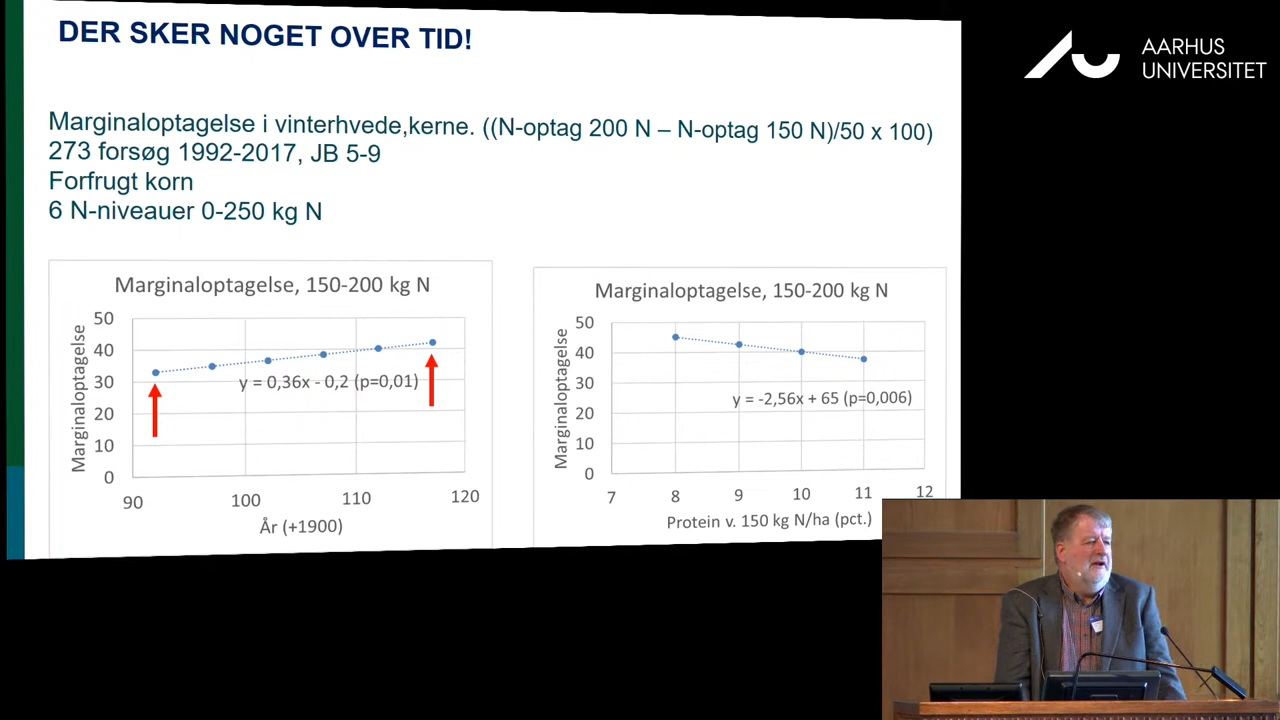 DER SKER NOGET OVER TID!
AARHUS
UNIVERSITET
Marginaloptagelse i vinterhvede,kerne. ((N-optag 200 N – N-optag 150 N)/50 x 100)
273 forsøg 1992-2017, JB 5-9
Forfrugt korn
6 N-niveauer 0-250 kg N
Marginaloptagelse, 150-200 kg N
Marginaloptagelse
50
40
30
20
10
0
y = 0,36x - 0,2 (p=0,01)
90
100
110
120
År (+1900)
Marginaloptagelse, 150-200 kg N
Marginaloptagelse
50
40
30
20
10
0
y = -2,56x + 65 (p=0,006)
7
8
9
10
11
12
Protein v. 150 kg N/ha (pct.)